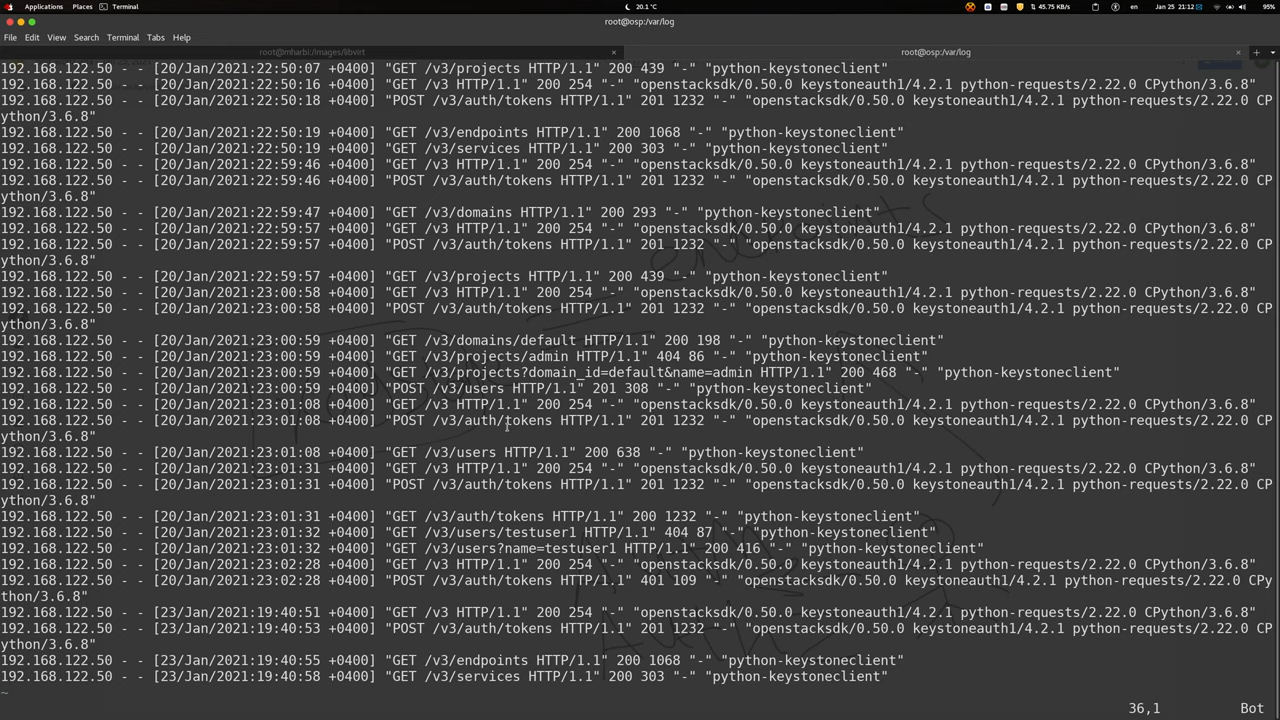 Applications Places Terminal 20.1 °C 45.75 KB/s en Jan 25 21:12 95%
root@osp:/var/log
File Edit View Search Terminal Tabs Help
root@mharbi:/images/libvirt root@osp:/var/log
192.168.122.50 - - [20/Jan/2021:22:50:07 +0400] "GET /v3/projects HTTP/1.1" 200 439 "-" "python-keystoneclient"
192.168.122.50 - - [20/Jan/2021:22:50:16 +0400] "GET /v3 HTTP/1.1" 200 254 "-" "openstacksdk/0.50.0 keystoneauth1/4.2.1 python-requests/2.22.0 CPython/3.6.8"
192.168.122.50 - - [20/Jan/2021:22:50:18 +0400] "POST /v3/auth/tokens HTTP/1.1" 201 1232 "-" "openstacksdk/0.50.0 keystoneauth1/4.2.1 python-requests/2.22.0 CP
ython/3.6.8"
192.168.122.50 - - [20/Jan/2021:22:50:19 +0400] "GET /v3/endpoints HTTP/1.1" 200 1068 "-" "python-keystoneclient"
192.168.122.50 - - [20/Jan/2021:22:50:19 +0400] "GET /v3/services HTTP/1.1" 200 303 "-" "python-keystoneclient"
192.168.122.50 - - [20/Jan/2021:22:59:46 +0400] "GET /v3 HTTP/1.1" 200 254 "-" "openstacksdk/0.50.0 keystoneauth1/4.2.1 python-requests/2.22.0 CPython/3.6.8"
192.168.122.50 - - [20/Jan/2021:22:59:46 +0400] "POST /v3/auth/tokens HTTP/1.1" 201 1232 "-" "openstacksdk/0.50.0 keystoneauth1/4.2.1 python-requests/2.22.0 CP
ython/3.6.8"
192.168.122.50 - - [20/Jan/2021:22:59:47 +0400] "GET /v3/domains HTTP/1.1" 200 293 "-" "python-keystoneclient"
192.168.122.50 - - [20/Jan/2021:22:59:57 +0400] "GET /v3 HTTP/1.1" 200 254 "-" "openstacksdk/0.50.0 keystoneauth1/4.2.1 python-requests/2.22.0 CPython/3.6.8"
192.168.122.50 - - [20/Jan/2021:22:59:57 +0400] "POST /v3/auth/tokens HTTP/1.1" 201 1232 "-" "openstacksdk/0.50.0 keystoneauth1/4.2.1 python-requests/2.22.0 CP
ython/3.6.8"
192.168.122.50 - - [20/Jan/2021:22:59:57 +0400] "GET /v3/projects HTTP/1.1" 200 439 "-" "python-keystoneclient"
192.168.122.50 - - [20/Jan/2021:23:00:58 +0400] "GET /v3 HTTP/1.1" 200 254 "-" "openstacksdk/0.50.0 keystoneauth1/4.2.1 python-requests/2.22.0 CPython/3.6.8"
192.168.122.50 - - [20/Jan/2021:23:00:58 +0400] "POST /v3/auth/tokens HTTP/1.1" 201 1232 "-" "openstacksdk/0.50.0 keystoneauth1/4.2.1 python-requests/2.22.0 CP
ython/3.6.8"
192.168.122.50 - - [20/Jan/2021:23:00:59 +0400] "GET /v3/domains/default HTTP/1.1" 200 198 "-" "python-keystoneclient"
192.168.122.50 - - [20/Jan/2021:23:00:59 +0400] "GET /v3/projects/admin HTTP/1.1" 404 86 "-" "python-keystoneclient"
192.168.122.50 - - [20/Jan/2021:23:00:59 +0400] "GET /v3/projects?domain_id=default&name=admin HTTP/1.1" 200 468 "-" "python-keystoneclient"
192.168.122.50 - - [20/Jan/2021:23:00:59 +0400] "POST /v3/users HTTP/1.1" 201 308 "-" "python-keystoneclient"
192.168.122.50 - - [20/Jan/2021:23:01:08 +0400] "GET /v3 HTTP/1.1" 200 254 "-" "openstacksdk/0.50.0 keystoneauth1/4.2.1 python-requests/2.22.0 CPython/3.6.8"
192.168.122.50 - - [20/Jan/2021:23:01:08 +0400] "POST /v3/auth/tokens HTTP/1.1" 201 1232 "-" "openstacksdk/0.50.0 keystoneauth1/4.2.1 python-requests/2.22.0 CP
ython/3.6.8"
192.168.122.50 - - [20/Jan/2021:23:01:08 +0400] "GET /v3/users HTTP/1.1" 200 638 "-" "python-keystoneclient"
192.168.122.50 - - [20/Jan/2021:23:01:31 +0400] "GET /v3 HTTP/1.1" 200 254 "-" "openstacksdk/0.50.0 keystoneauth1/4.2.1 python-requests/2.22.0 CPython/3.6.8"
192.168.122.50 - - [20/Jan/2021:23:01:31 +0400] "POST /v3/auth/tokens HTTP/1.1" 201 1232 "-" "openstacksdk/0.50.0 keystoneauth1/4.2.1 python-requests/2.22.0 CP
ython/3.6.8"
192.168.122.50 - - [20/Jan/2021:23:01:31 +0400] "GET /v3/auth/tokens HTTP/1.1" 200 1232 "-" "python-keystoneclient"
192.168.122.50 - - [20/Jan/2021:23:01:32 +0400] "GET /v3/users/testuser1 HTTP/1.1" 404 87 "-" "python-keystoneclient"
192.168.122.50 - - [20/Jan/2021:23:01:32 +0400] "GET /v3/users?name=testuser1 HTTP/1.1" 200 416 "-" "python-keystoneclient"
192.168.122.50 - - [20/Jan/2021:23:02:28 +0400] "GET /v3 HTTP/1.1" 200 254 "-" "openstacksdk/0.50.0 keystoneauth1/4.2.1 python-requests/2.22.0 CPython/3.6.8"
192.168.122.50 - - [20/Jan/2021:23:02:28 +0400] "POST /v3/auth/tokens HTTP/1.1" 401 109 "-" "openstacksdk/0.50.0 keystoneauth1/4.2.1 python-requests/2.22.0 CPy
thon/3.6.8"
192.168.122.50 - - [23/Jan/2021:19:40:51 +0400] "GET /v3 HTTP/1.1" 200 254 "-" "openstacksdk/0.50.0 keystoneauth1/4.2.1 python-requests/2.22.0 CPython/3.6.8"
192.168.122.50 - - [23/Jan/2021:19:40:53 +0400] "POST /v3/auth/tokens HTTP/1.1" 201 1232 "-" "openstacksdk/0.50.0 keystoneauth1/4.2.1 python-requests/2.22.0 CP
ython/3.6.8"
192.168.122.50 - - [23/Jan/2021:19:40:55 +0400] "GET /v3/endpoints HTTP/1.1" 200 1068 "-" "python-keystoneclient"
192.168.122.50 - - [23/Jan/2021:19:40:58 +0400] "GET /v3/services HTTP/1.1" 200 303 "-" "python-keystoneclient"
~
36,1 Bot